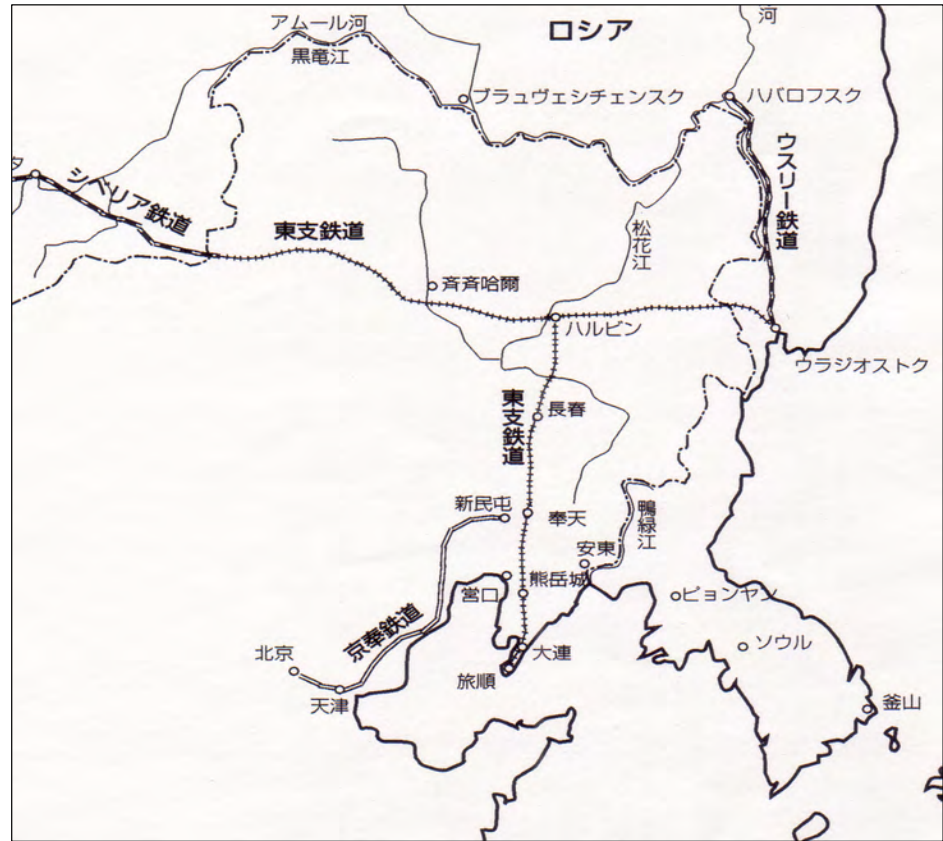 アムール河
黒竜江
ロシア
河
ブラュヴェシチェンスク
ハバロフスク
ウスリー鉄道
タ
シベリア鉄道
東支鉄道
松花江
斉斉哈爾
ハルビン
ウラジオストク
東支鉄道
長春
新民屯
奉天
鴨緑江
安東
営口
熊岳城
ピョンヤン
京奉鉄道
北京
天津
大連
旅順
ソウル
釜山